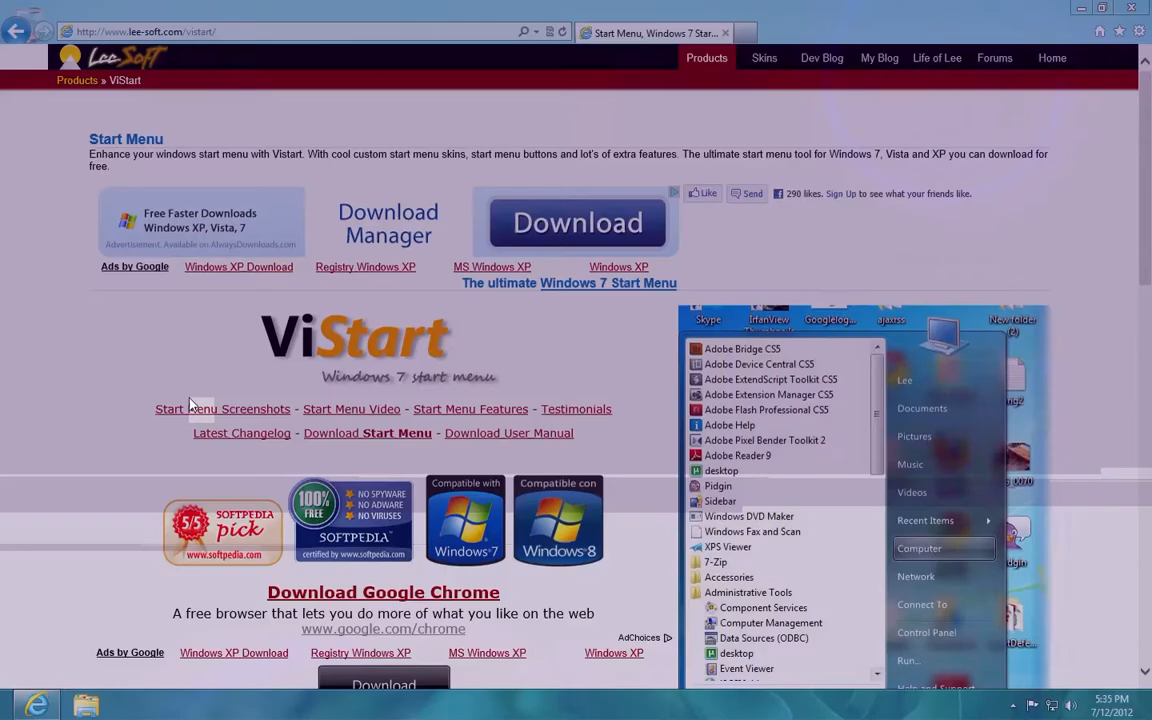 http://www.lee-soft.com/vistart/
Start Menu, Windows 7 Star...
Lee-Soft
Products
Skins
Dev Blog
My Blog
Life of Lee
Forums
Home
Products » ViStart
Start Menu
Enhance your windows start menu with Vistart. With cool custom start menu skins, start menu buttons and lot's of extra features. The ultimate start menu tool for Windows 7, Vista and XP you can download for
free.
Free Faster Downloads
Windows XP, Vista, 7
Advertisement. Available on AlwaysDownloads.com
Download
Manager
Download
Like
Send
290 likes. Sign Up to see what your friends like.
Ads by Google
Windows XP Download
Registry Windows XP
MS Windows XP
Windows XP
The ultimate Windows 7 Start Menu
ViStart
Windows 7 start menu
Start Menu Screenshots - Start Menu Video - Start Menu Features - Testimonials
Latest Changelog - Download Start Menu - Download User Manual
5/5
SOFTPEDIA
pick
www.softpedia.com
100%
FREE
NO SPYWARE
NO ADWARE
NO VIRUSES
SOFTPEDIA
certified by www.softpedia.com
Compatible with
Windows 7
Compatible con
Windows 8
Download Google Chrome
A free browser that lets you do more of what you like on the web
www.google.com/chrome
AdChoices
Ads by Google
Windows XP Download
Registry Windows XP
MS Windows XP
Windows XP
Download
Skype
IrfanView
Googlelog...
ajaxrss
New folder
(2)
Adobe Bridge CS5
Adobe Device Central CS5
Adobe ExtendScript Toolkit CS5
Adobe Extension Manager CS5
Adobe Flash Professional CS5
Adobe Help
Adobe Pixel Bender Toolkit 2
Adobe Reader 9
desktop
Pidgin
Sidebar
Windows DVD Maker
Windows Fax and Scan
XPS Viewer
7-Zip
Accessories
Administrative Tools
Component Services
Computer Management
Data Sources (ODBC)
desktop
Event Viewer
Lee
Documents
Pictures
Music
Videos
Recent Items
Computer
Network
Connect To
Control Panel
Run...
Help and Support
5:35 PM
7/12/2012